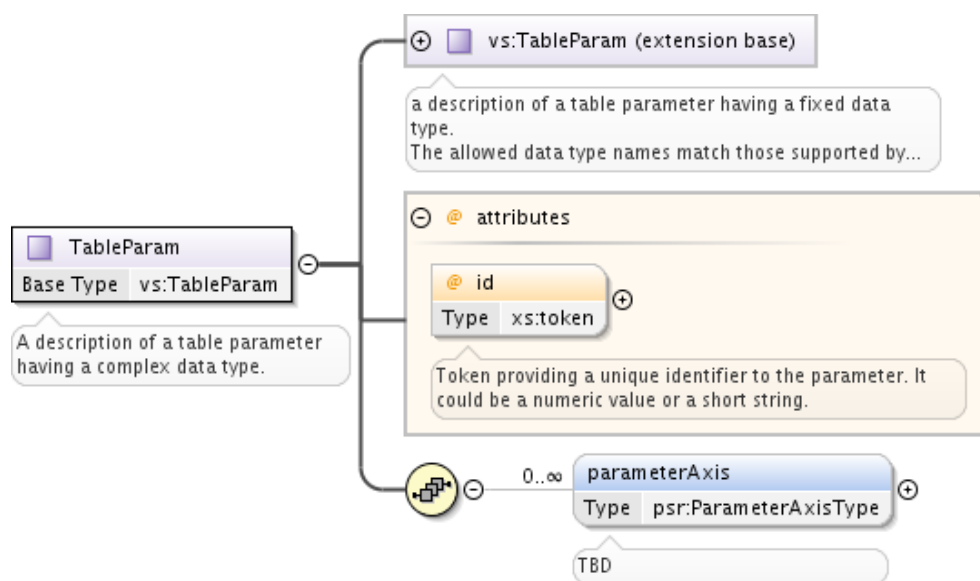 vs:TableParam (extension base)
a description of a table parameter having a fixed data
type.
The allowed data type names match those supported by...
@ attributes
TableParam
Base Type vs:TableParam
A description of a table parameter
having a complex data type.
@ id
Type xs:token
Token providing a unique identifier to the parameter. It
could be a numeric value or a short string.
0..∞
parameterAxis
Type psr:ParameterAxisType
TBD